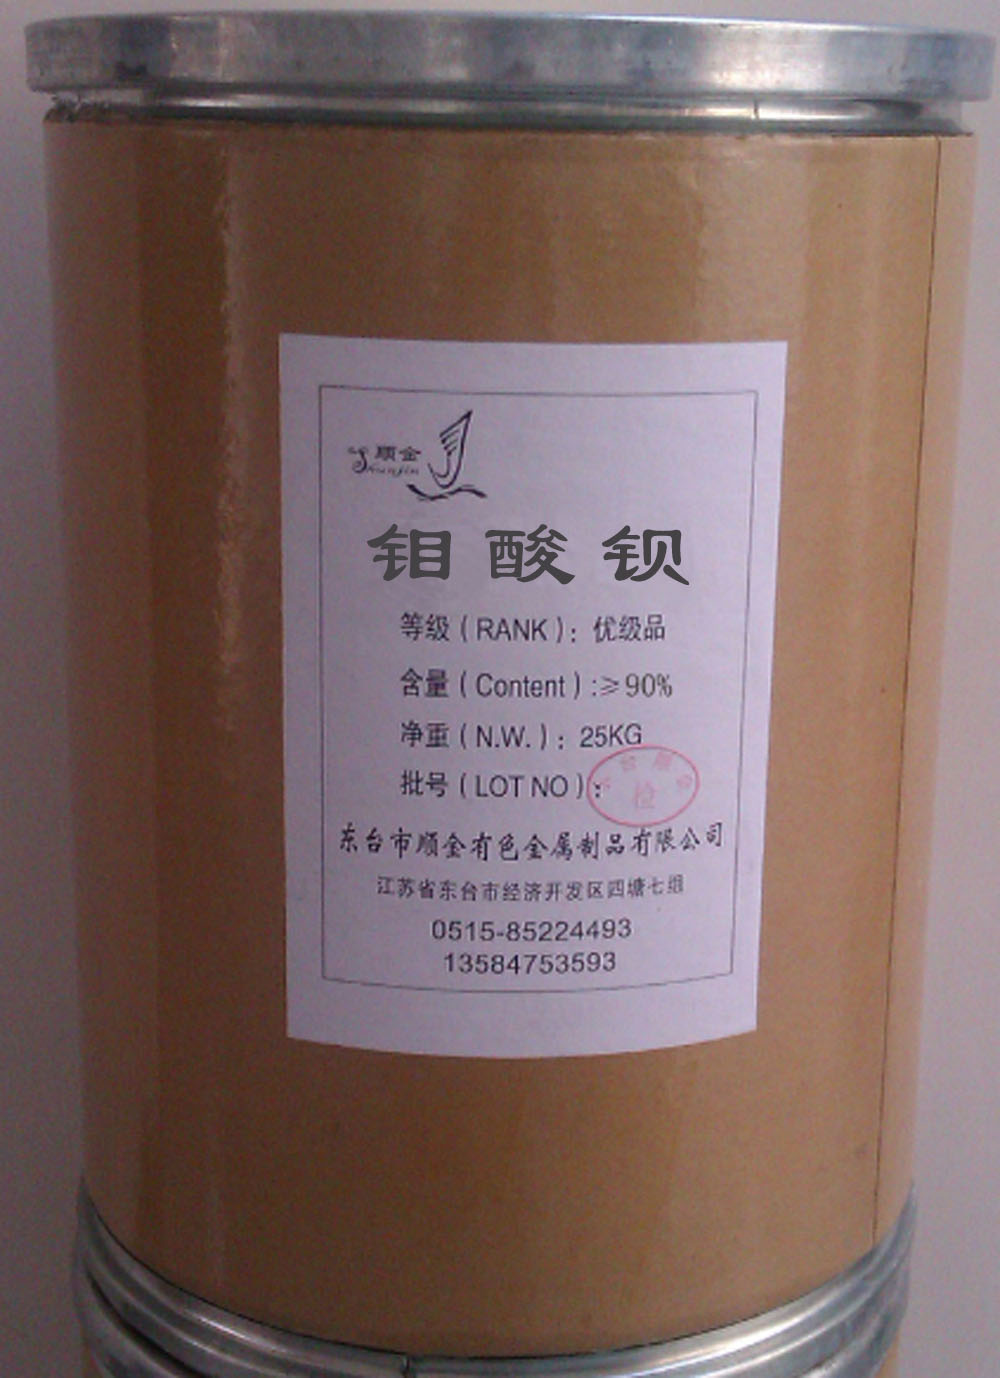 顺金
Shunjin
钼酸钡
等级（RANK）：优级品
含量（Content）:≥90%
净重（N.W.）：25KG
批号（LOT NO）：
检
东台市顺金有色金属制品有限公司
江苏省东台市经济开发区四塘七组
0515-85224493
13584753593